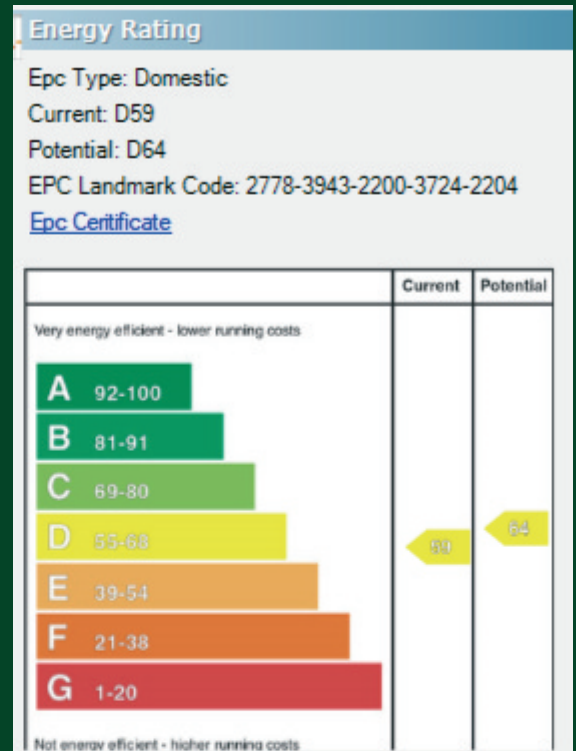 Energy Rating
Epc Type: Domestic
Current: D59
Potential: D64
EPC Landmark Code: 2778-3943-2200-3724-2204
Epc Ceritificate
Current Potential
Very energy efficient - lower running costs
A 92-100
B 81-91
C 69-80
D 55-68
59 64
E 39-54
F 21-38
G 1-20
Not energy efficient - higher running costs